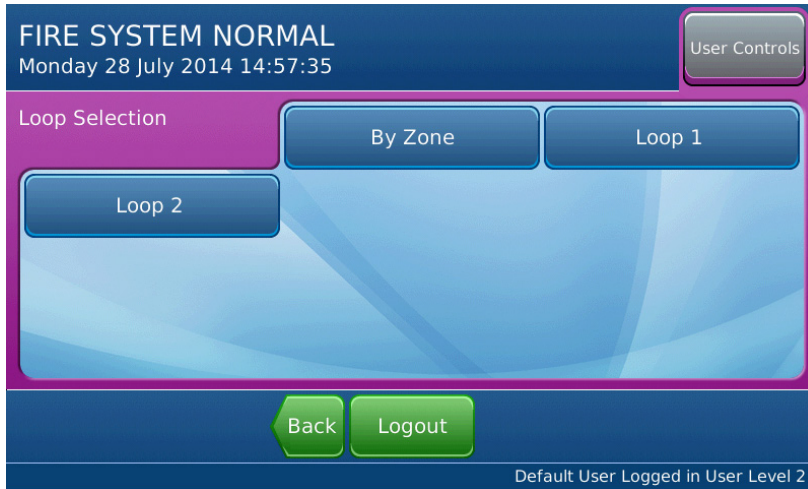 FIRE SYSTEM NORMAL
Monday 28 July 2014 14:57:35
User Controls
Loop Selection
By Zone
Loop 1
Loop 2
Back
Logout
Default User Logged in User Level 2